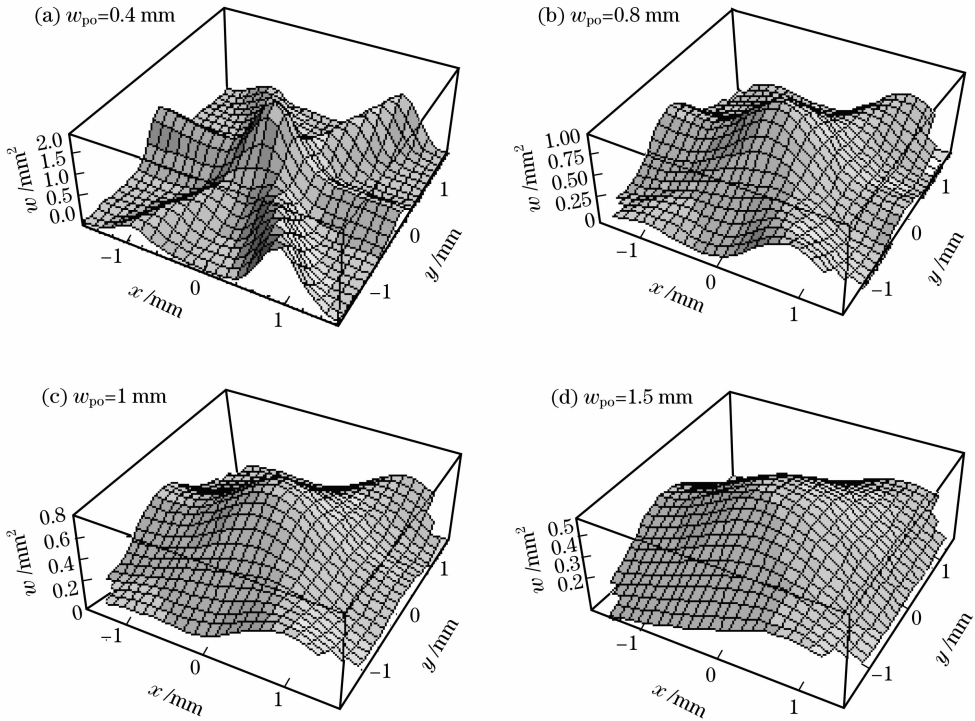 (a) wpo=0.4 mm
2.0
1.5
1.0
0.5
0.0
w /mm²
−1
0
1
x /mm
−1
0
1
y /mm
(b) wpo=0.8 mm
1.00
0.75
0.50
0.25
0
w /mm²
−1
0
1
x /mm
−1
0
1
y /mm
(c) wpo=1 mm
0.8
0.6
0.4
0.2
0
w /mm²
−1
0
1
x /mm
−1
0
1
y /mm
(d) wpo=1.5 mm
0.5
0.4
0.3
0.2
w /mm²
−1
0
1
x /mm
−1
0
1
y /mm